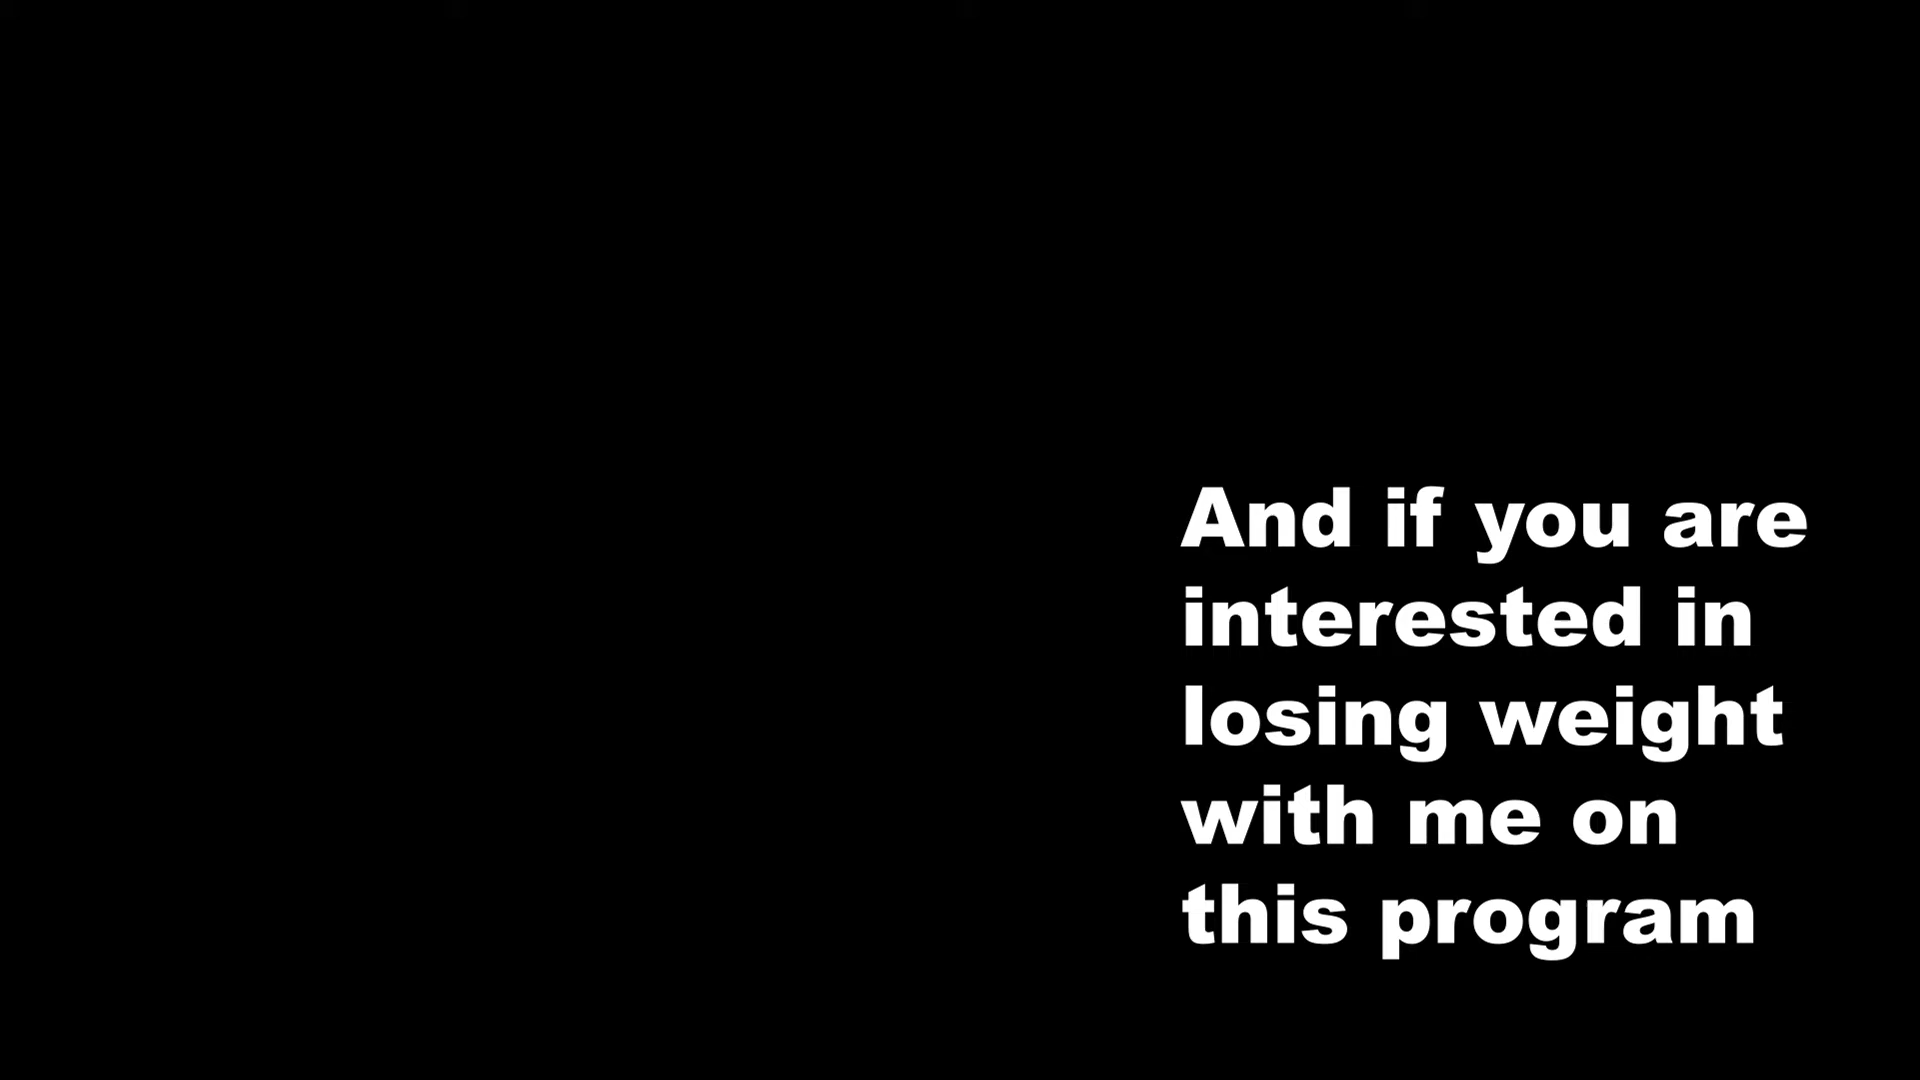 And if you are
interested in
losing weight
with me on
this program